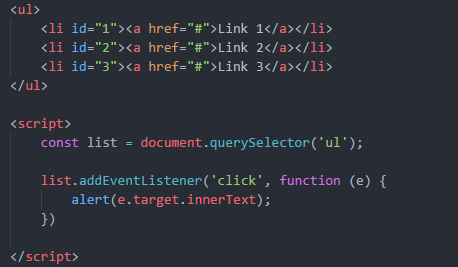 <ul>
<li id="1"><a href="#">Link 1</a></li>
<li id="2"><a href="#">Link 2</a></li>
<li id="3"><a href="#">Link 3</a></li>
</ul>
<script>
const list = document.querySelector('ul');
list.addEventListener('click', function (e) {
alert(e.target.innerText);
})
</script>